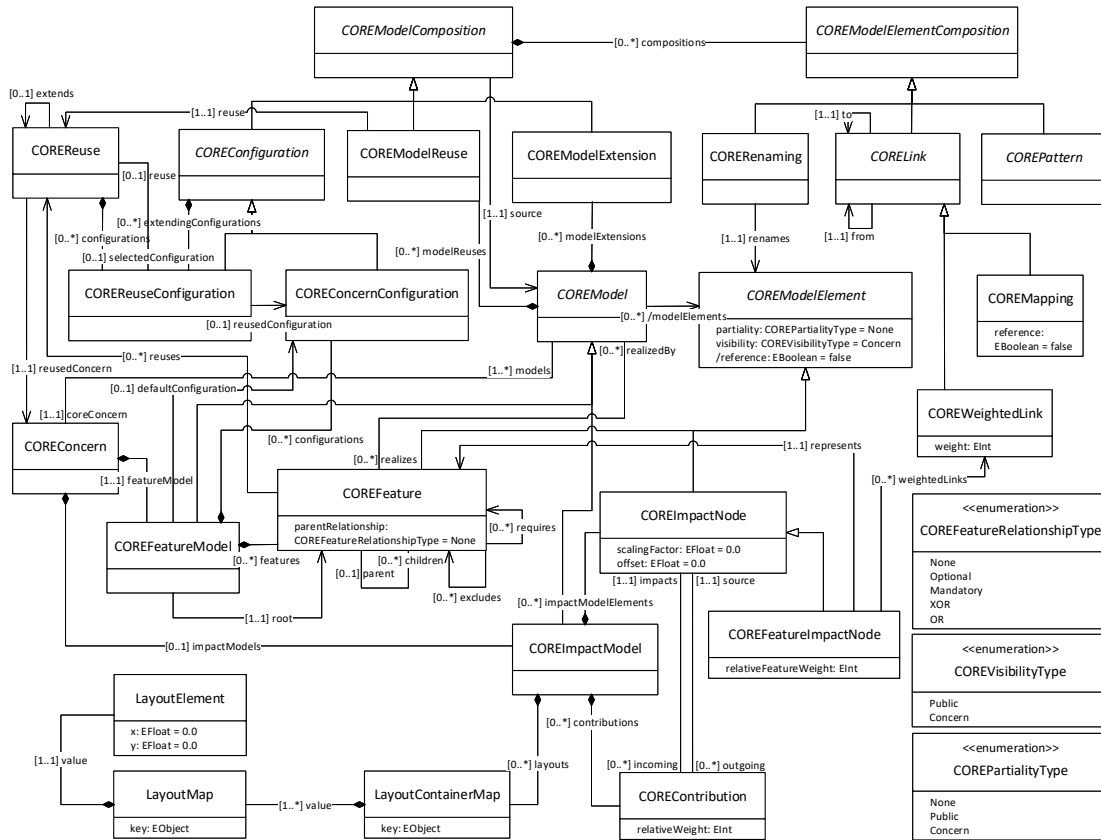 COREModelComposition
[0..*] compositions
COREModelElementComposition
[0..1] extends
[1..1] reuse
[1..1] to
COREReuse
COREConfiguration
COREModelReuse
COREModelExtension
CORERenaming
CORELink
COREPattern
[0..1] reuse
[1..1] source
[0..*] extendingConfigurations
[0..*] configurations
[0..1] selectedConfiguration
[0..*] modelReuses
[0..*] modelExtensions
[1..1] renames
[1..1] from
COREReuseConfiguration
COREConcernConfiguration
COREModel
COREModelElement
partiality: COREPartialityType = None
visibility: COREVisibilityType = Concern
/reference: EBoolean = false
COREMapping
reference:
EBoolean = false
[0..1] reusedConfiguration
[0..*] /modelElements
[0..*] realizedBy
[0..*] reuses
[1..1] reusedConcern
[0..1] defaultConfiguration
[1..*] models
[1..1] coreConcern
COREConcern
[0..*] configurations
[0..*] realizes
[1..1] represents
COREWeightedLink
weight: EInt
[1..1] featureModel
COREFeature
parentRelationship:
COREFeatureRelationshipType = None
[0..*] requires
[0..*] children
[0..1] parent
[0..*] excludes
COREFeatureModel
[0..*] features
[1..1] root
COREImpactNode
scalingFactor: EFloat = 0.0
offset: EFloat = 0.0
[1..1] impacts
[1..1] source
[0..*] weightedLinks
<<enumeration>>
COREFeatureRelationshipType
None
Optional
Mandatory
XOR
OR
[0..*] impactModelElements
[0..1] impactModels
COREImpactModel
COREFeatureImpactNode
relativeFeatureWeight: EInt
<<enumeration>>
COREVisibilityType
Public
Concern
LayoutElement
x: EFloat = 0.0
y: EFloat = 0.0
[1..1] value
[0..*] contributions
[0..*] layouts
[0..*] incoming
[0..*] outgoing
LayoutMap
key: EObject
[1..*] value
LayoutContainerMap
key: EObject
COREContribution
relativeWeight: EInt
<<enumeration>>
COREPartialityType
None
Public
Concern